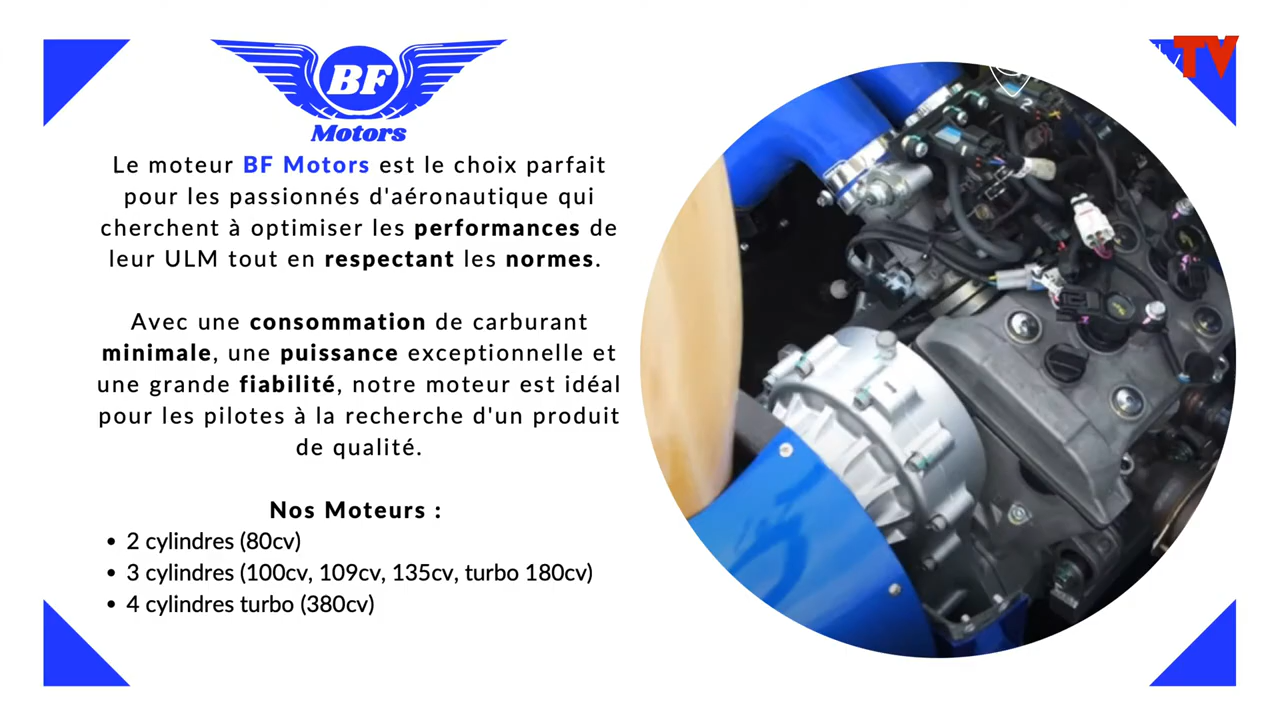 BF
Motors
TV
Le moteur BF Motors est le choix parfait
pour les passionnés d'aéronautique qui
cherchent à optimiser les performances de
leur ULM tout en respectant les normes.
Avec une consommation de carburant
minimale, une puissance exceptionnelle et
une grande fiabilité, notre moteur est idéal
pour les pilotes à la recherche d'un produit
de qualité.
Nos Moteurs :
• 2 cylindres (80cv)
• 3 cylindres (100cv, 109cv, 135cv, turbo 180cv)
• 4 cylindres turbo (380cv)